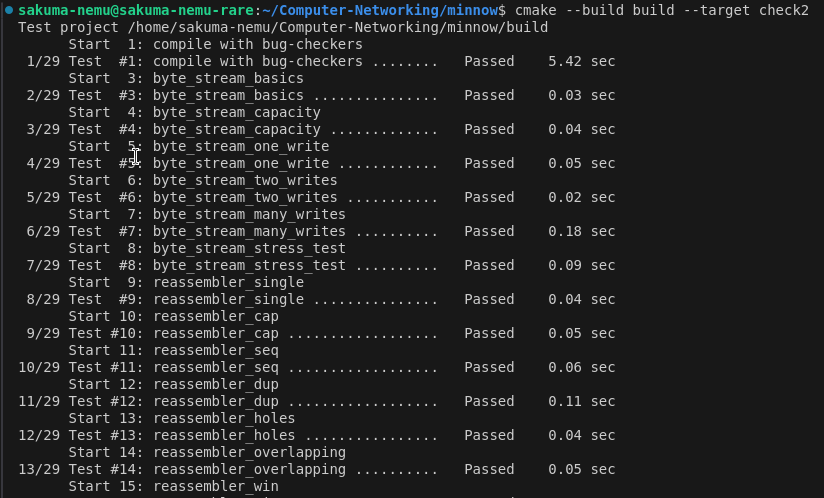 sakuma-nemu@sakuma-nemu-rare:~/Computer-Networking/minnow$ cmake --build build --target check2
Test project /home/sakuma-nemu/Computer-Networking/minnow/build
      Start  1: compile with bug-checkers
 1/29 Test  #1: compile with bug-checkers ........   Passed    5.42 sec
      Start  3: byte_stream_basics
 2/29 Test  #3: byte_stream_basics ...............   Passed    0.03 sec
      Start  4: byte_stream_capacity
 3/29 Test  #4: byte_stream_capacity .............   Passed    0.04 sec
      Start  5: byte_stream_one_write
 4/29 Test  #5: byte_stream_one_write ............   Passed    0.05 sec
      Start  6: byte_stream_two_writes
 5/29 Test  #6: byte_stream_two_writes ...........   Passed    0.02 sec
      Start  7: byte_stream_many_writes
 6/29 Test  #7: byte_stream_many_writes ..........   Passed    0.18 sec
      Start  8: byte_stream_stress_test
 7/29 Test  #8: byte_stream_stress_test ..........   Passed    0.09 sec
      Start  9: reassembler_single
 8/29 Test  #9: reassembler_single ...............   Passed    0.04 sec
      Start 10: reassembler_cap
 9/29 Test #10: reassembler_cap ..................   Passed    0.05 sec
      Start 11: reassembler_seq
10/29 Test #11: reassembler_seq ..................   Passed    0.06 sec
      Start 12: reassembler_dup
11/29 Test #12: reassembler_dup ..................   Passed    0.11 sec
      Start 13: reassembler_holes
12/29 Test #13: reassembler_holes ................   Passed    0.04 sec
      Start 14: reassembler_overlapping
13/29 Test #14: reassembler_overlapping ..........   Passed    0.05 sec
      Start 15: reassembler_win